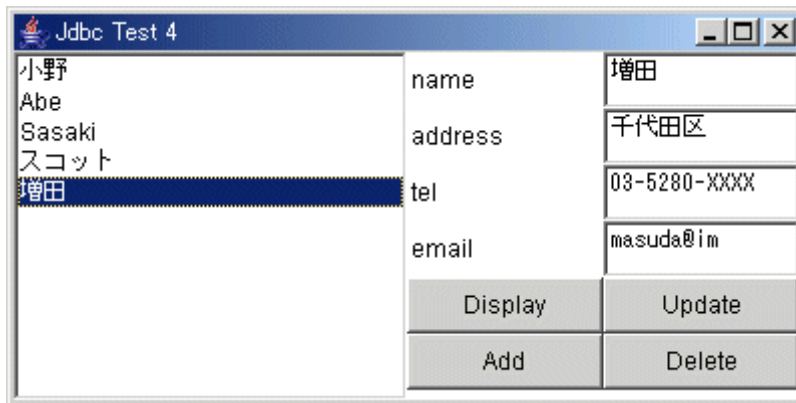 Jdbc Test 4
小野
Abe
Sasaki
スコット
増田
name
増田
address
千代田区
tel
03-5280-XXXX
email
masuda@im
Display
Update
Add
Delete